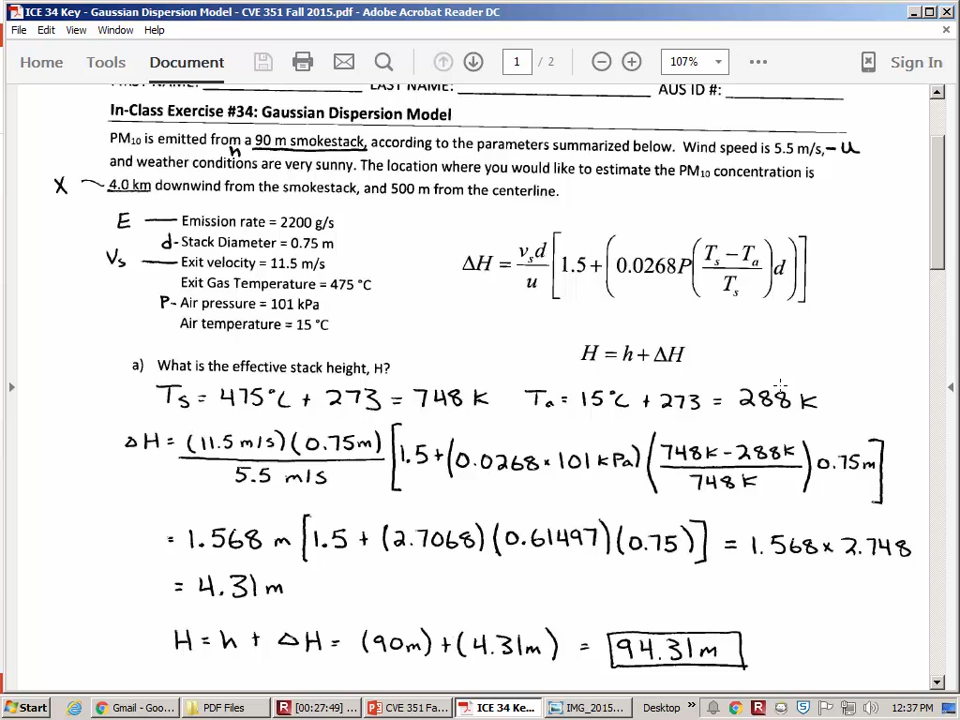 ICE 34 Key - Gaussian Dispersion Model - CVE 351 Fall 2015.pdf - Adobe Acrobat Reader DC
File Edit View Window Help
Home Tools Document 1 / 2 107% Sign In
FIRST NAME: LAST NAME: AUS ID#:
In-Class Exercise #34: Gaussian Dispersion Model
PM10 is emitted from a 90 m smokestack, according to the parameters summarized below. Wind speed is 5.5 m/s, - u
h
and weather conditions are very sunny. The location where you would like to estimate the PM10 concentration is
X 4.0 km downwind from the smokestack, and 500 m from the centerline.
E Emission rate = 2200 g/s
d - Stack Diameter = 0.75 m
Vs Exit velocity = 11.5 m/s
Exit Gas Temperature = 475 °C
P - Air pressure = 101 kPa
Air temperature = 15 °C
ΔH = vsd/u [1.5 + (0.0268P((Ts − Ta)/Ts)d)]
H = h + ΔH
a) What is the effective stack height, H?
Ts = 475°C + 273 = 748 K Ta = 15°C + 273 = 288 K
ΔH = (11.5 m/s)(0.75m)/5.5 m/s [1.5 + (0.0268 × 101 kPa)((748K - 288K)/748K)0.75m]
= 1.568 m [1.5 + (2.7068)(0.61497)(0.75)] = 1.568 × 2.748
= 4.31m
H = h + ΔH = (90m) + (4.31m) = 94.31m
Start Gmail - Goo... PDF Files [00:27:49] ... CVE 351 Fa... ICE 34 Ke... IMG_2015... Desktop » 12:37 PM